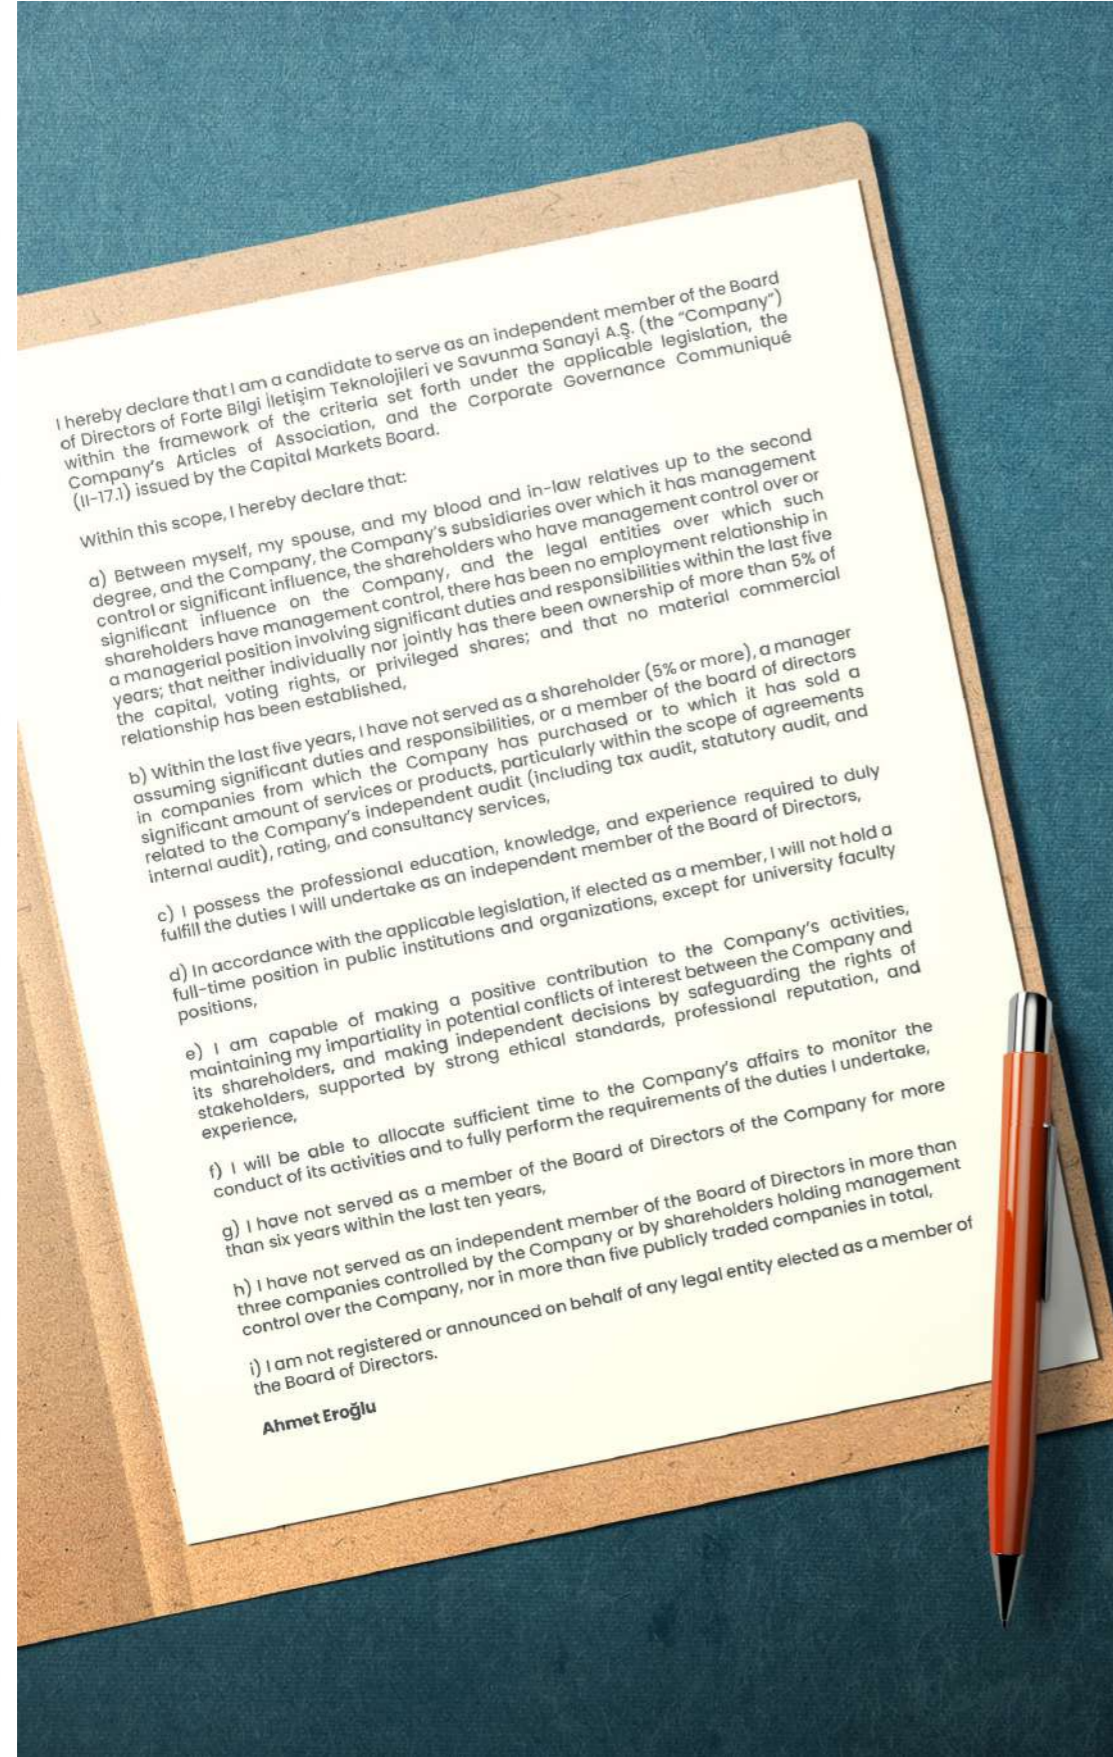 I hereby declare that I am a candidate to serve as an independent member of the Board
of Directors of Forte Bilgi İletişim Teknolojileri ve Savunma Sanayi A.Ş. (the “Company”)
within the framework of the criteria set forth under the applicable legislation, the
Company’s Articles of Association, and the Corporate Governance Communiqué
(II-17.1) issued by the Capital Markets Board.
Within this scope, I hereby declare that:
a) Between myself, my spouse, and my blood and in-law relatives up to the second
degree, and the Company, the Company’s subsidiaries over which it has management
control or significant influence, the shareholders who have management control over or
significant influence on the Company, and the legal entities over which such
shareholders have management control, there has been no employment relationship in
a managerial position involving significant duties and responsibilities within the last five
years; that neither individually nor jointly has there been ownership of more than 5% of
the capital, voting rights, or privileged shares; and that no material commercial
relationship has been established,
b) Within the last five years, I have not served as a shareholder (5% or more), a manager
assuming significant duties and responsibilities, or a member of the board of directors
in companies from which the Company has purchased or to which it has sold a
significant amount of services or products, particularly within the scope of agreements
related to the Company’s independent audit (including tax audit, statutory audit, and
internal audit), rating, and consultancy services,
c) I possess the professional education, knowledge, and experience required to duly
fulfill the duties I will undertake as an independent member of the Board of Directors,
d) In accordance with the applicable legislation, if elected as a member, I will not hold a
full-time position in public institutions and organizations, except for university faculty
positions,
e) I am capable of making a positive contribution to the Company’s activities,
maintaining my impartiality in potential conflicts of interest between the Company and
its shareholders, and making independent decisions by safeguarding the rights of
stakeholders, supported by strong ethical standards, professional reputation, and
experience,
f) I will be able to allocate sufficient time to the Company’s affairs to monitor the
conduct of its activities and to fully perform the requirements of the duties I undertake,
g) I have not served as a member of the Board of Directors of the Company for more
than six years within the last ten years,
h) I have not served as an independent member of the Board of Directors in more than
three companies controlled by the Company or by shareholders holding management
control over the Company, nor in more than five publicly traded companies in total,
i) I am not registered or announced on behalf of any legal entity elected as a member of
the Board of Directors.
Ahmet Eroğlu